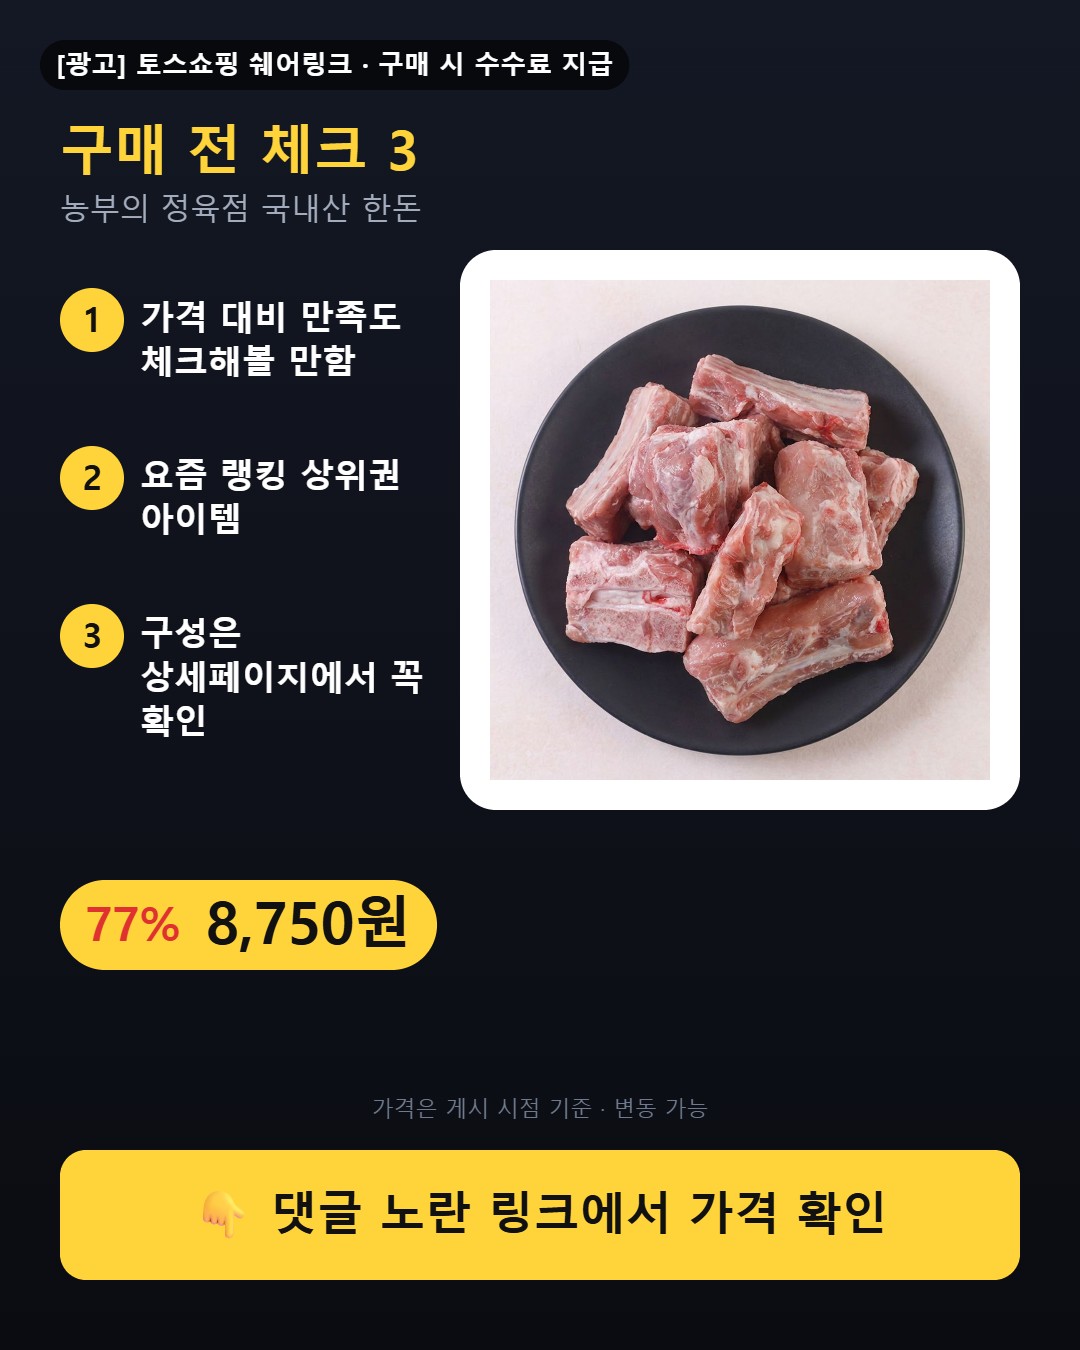 [광고] 토스쇼핑 쉐어링크 · 구매 시 수수료 지급
구매 전 체크 3
농부의 정육점 국내산 한돈
1 가격 대비 만족도
체크해볼 만함
2 요즘 랭킹 상위권
아이템
3 구성은
상세페이지에서 꼭
확인
77% 8,750원
가격은 게시 시점 기준 · 변동 가능
👇 댓글 노란 링크에서 가격 확인